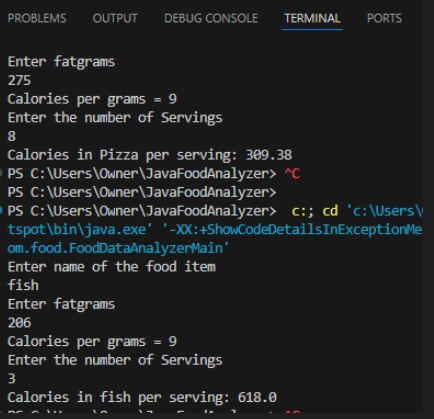 PROBLEMS OUTPUT DEBUG CONSOLE TERMINAL PORTS
Enter fatgrams
275
Calories per grams = 9
Enter the number of Servings
8
Calories in Pizza per serving: 309.38
PS C:\Users\Owner\JavaFoodAnalyzer> ^C
PS C:\Users\Owner\JavaFoodAnalyzer>
PS C:\Users\Owner\JavaFoodAnalyzer> c:; cd 'c:\Users\
tspot\bin\java.exe' '-XX:+ShowCodeDetailsInExceptionMe
om.food.FoodDataAnalyzerMain'
Enter name of the food item
fish
Enter fatgrams
206
Calories per grams = 9
Enter the number of Servings
3
Calories in fish per serving: 618.0